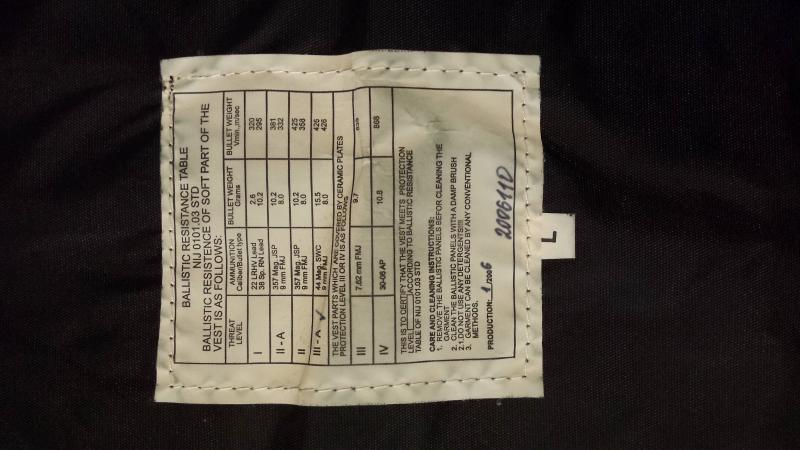 BALLISTIC RESISTANCE TABLE
NIJ 0101.03 STD
BALLISTIC RESISTENCE OF SOFT PART OF THE
VEST IS AS FOLLOWS:
THREAT LEVEL AMMUNITION Caliber/Bullet type BULLET WEIGHT Grams BULLET WEIGHT Vmin.,m/sec
I 22 LRHV Lead 2.6 320
38 Sp. RN Lead 10.2 295
II - A 357 Mag. JSP 10.2 381
9 mm FMJ 8.0 332
II 357 Mag. JSP 10.2 425
9 mm FMJ 8.0 358
III - A ✓ 44 Mag. SWC 15.5 426
9 mm FMJ 8.0 426
THE VEST PARTS WHICH ARE COVERED BY CERAMIC PLATES
PROTECTION LEVEL III OR IV IS AS FOLLOWS
III 7.62 mm FMJ 9.7
IV 30-06 AP 10.8 868
THIS IS TO CERTIFY THAT THE VEST MEETS PROTECTION
LEVEL ACCORDING TO BALLISTIC RESISTANCE
TABLE OF NIJ 0101.03 STD
CARE AND CLEANING INSTRUCTIONS:
1. REMOVE THE BALLISTIC PANELS BEFOR CLEANING THE
GARMENT
2. CLEAN THE BALLISTIC PANELS WITH A DAMP BRUSH
2.1 DO NOT USE ANY DETERGENTS!!!!
3. GARMENT CAN BE CLEANED BY ANY CONVENTIONAL
METHODS.
PRODUCTION: 1/2006 200611D
L